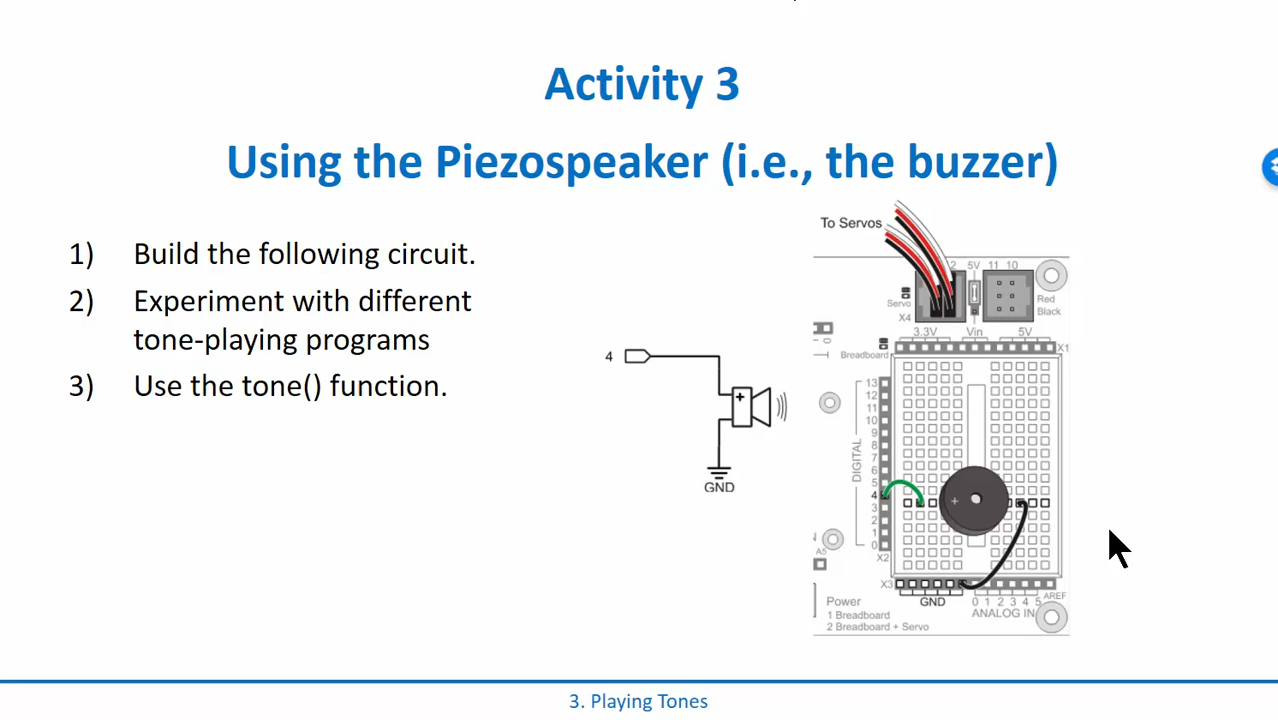 Activity 3
Using the Piezospeaker (i.e., the buzzer)
1) Build the following circuit.
2) Experiment with different
tone-playing programs
3) Use the tone() function.
4
+
GND
To Servos
2 5V 11 10
Servo
X4
Red
Black
3.3V Vin 5V
Breadboard
X1
0
DIGITAL
13
12
11
10
9
8
7
6
5
4
3
2
1
0
+
X2
A5
X3
GND
0 1 2 3 4 5 AREF
ANALOG IN
Power
1 Breadboard
2 Breadboard + Servo
3. Playing Tones